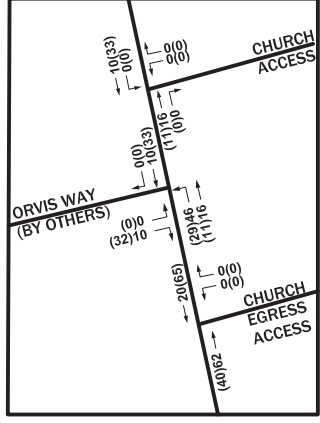 0(0)
0(0)
10(33)
0(0)
CHURCH
ACCESS
(11)16
(0)0
0(0)
10(33)
ORVIS WAY
(BY OTHERS)
(0)0
(32)10
(29)46
(11)16
20(65)
0(0)
0(0)
CHURCH
EGRESS
ACCESS
(40)62